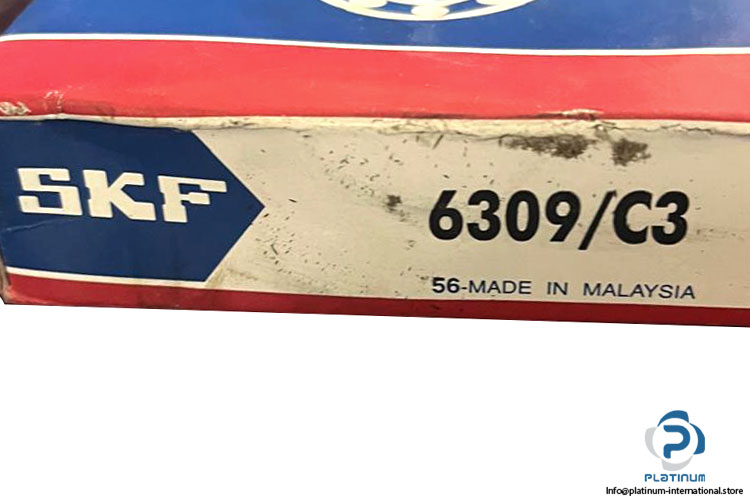 SKF
6309/C3
56-MADE IN MALAYSIA
PLATINUM
Info@platinum-international.store